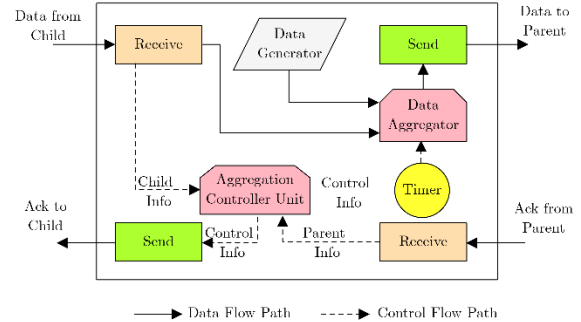 Data from
Child
Receive
Data
Generator
Send
Data to
Parent
Data
Aggregator
Child
Info
Aggregation
Controller Unit
Control
Info
Timer
Ack to
Child
Send
Control
Info
Parent
Info
Receive
Ack from
Parent
Data Flow Path
Control Flow Path